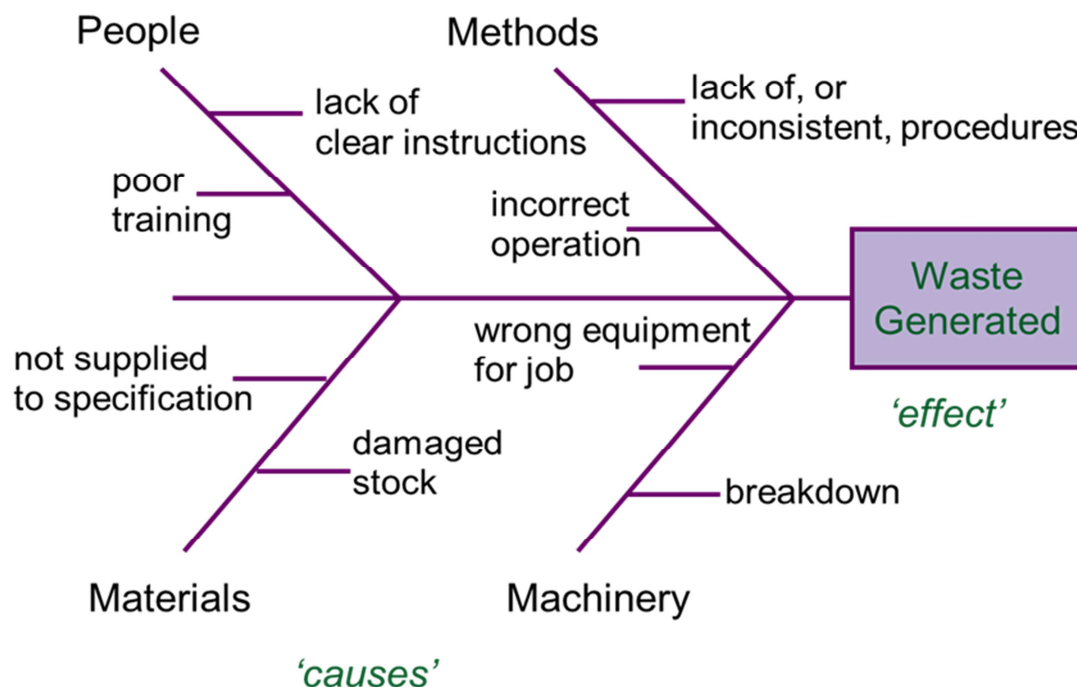 People
Methods
lack of
clear instructions
lack of, or
inconsistent, procedures
poor
training
incorrect
operation
Waste
Generated
wrong equipment
for job
not supplied
to specification
‘effect’
damaged
stock
breakdown
Materials
Machinery
‘causes’